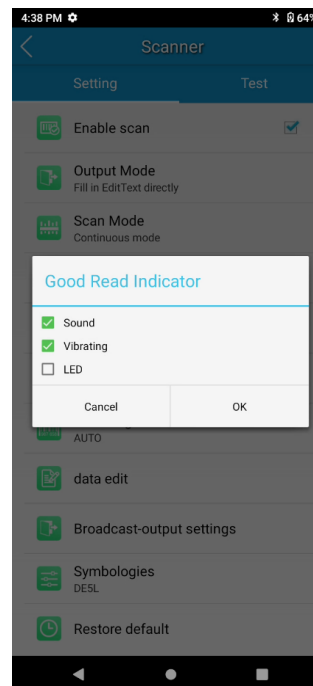 4:38 PM
64%
Scanner
Setting
Test
Enable scan
Output Mode
Fill in EditText directly
Scan Mode
Continuous mode
Good Read Indicator
Sound
Vibrating
LED
Cancel
OK
AUTO
data edit
Broadcast-output settings
Symbologies
DE5L
Restore default